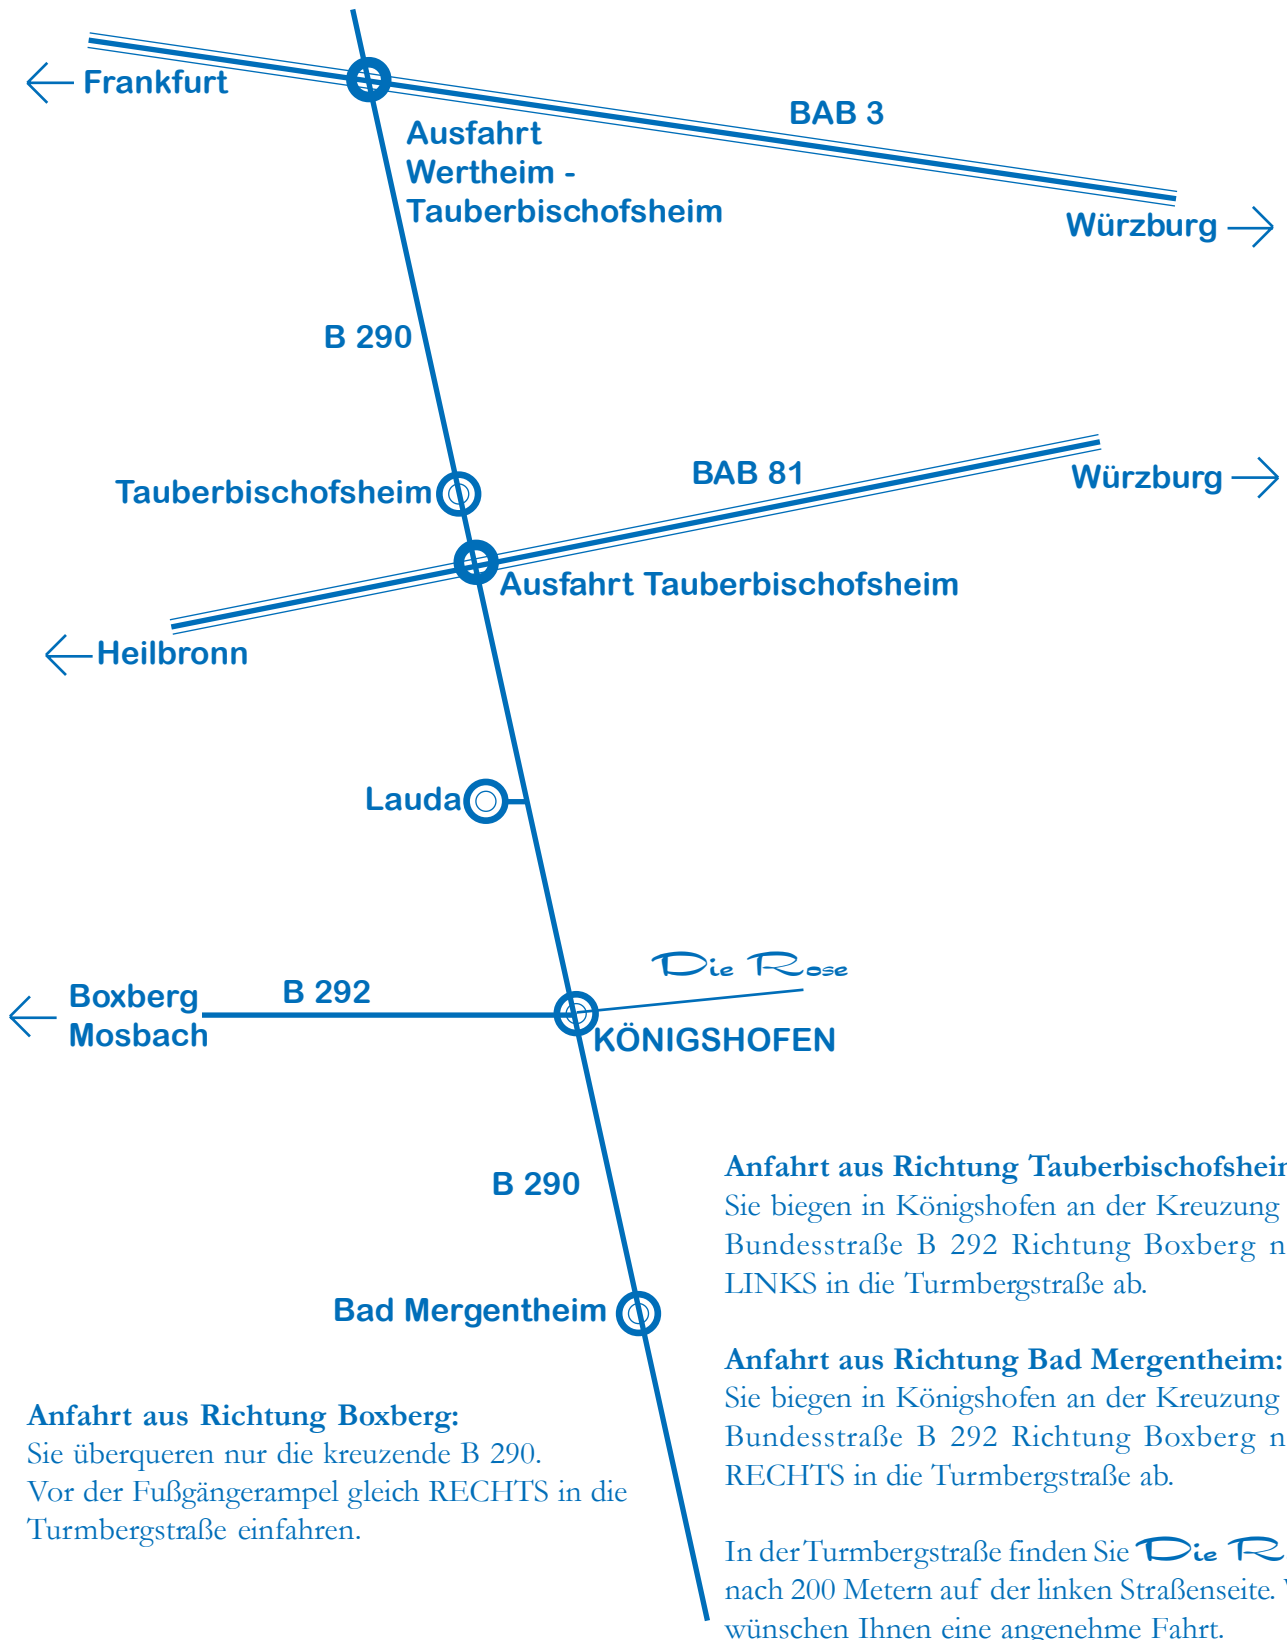 Frankfurt
BAB 3
Ausfahrt
Wertheim -
Tauberbischofsheim
Würzburg
B 290
Tauberbischofsheim
BAB 81
Würzburg
Ausfahrt Tauberbischofsheim
Heilbronn
Lauda
Die Rose
Boxberg
Mosbach
B 292
KÖNIGSHOFEN
B 290
Bad Mergentheim
Anfahrt aus Richtung Boxberg:
Sie überqueren nur die kreuzende B 290.
Vor der Fußgängerampel gleich RECHTS in die
Turmbergstraße einfahren.
Anfahrt aus Richtung Tauberbischofsheim
Sie biegen in Königshofen an der Kreuzung
Bundesstraße B 292 Richtung Boxberg
LINKS in die Turmbergstraße ab.
Anfahrt aus Richtung Bad Mergentheim:
Sie biegen in Königshofen an der Kreuzung
Bundesstraße B 292 Richtung Boxberg
RECHTS in die Turmbergstraße ab.
In der Turmbergstraße finden Sie Die
nach 200 Metern auf der linken Straßenseite.
wünschen Ihnen eine angenehme Fahrt.